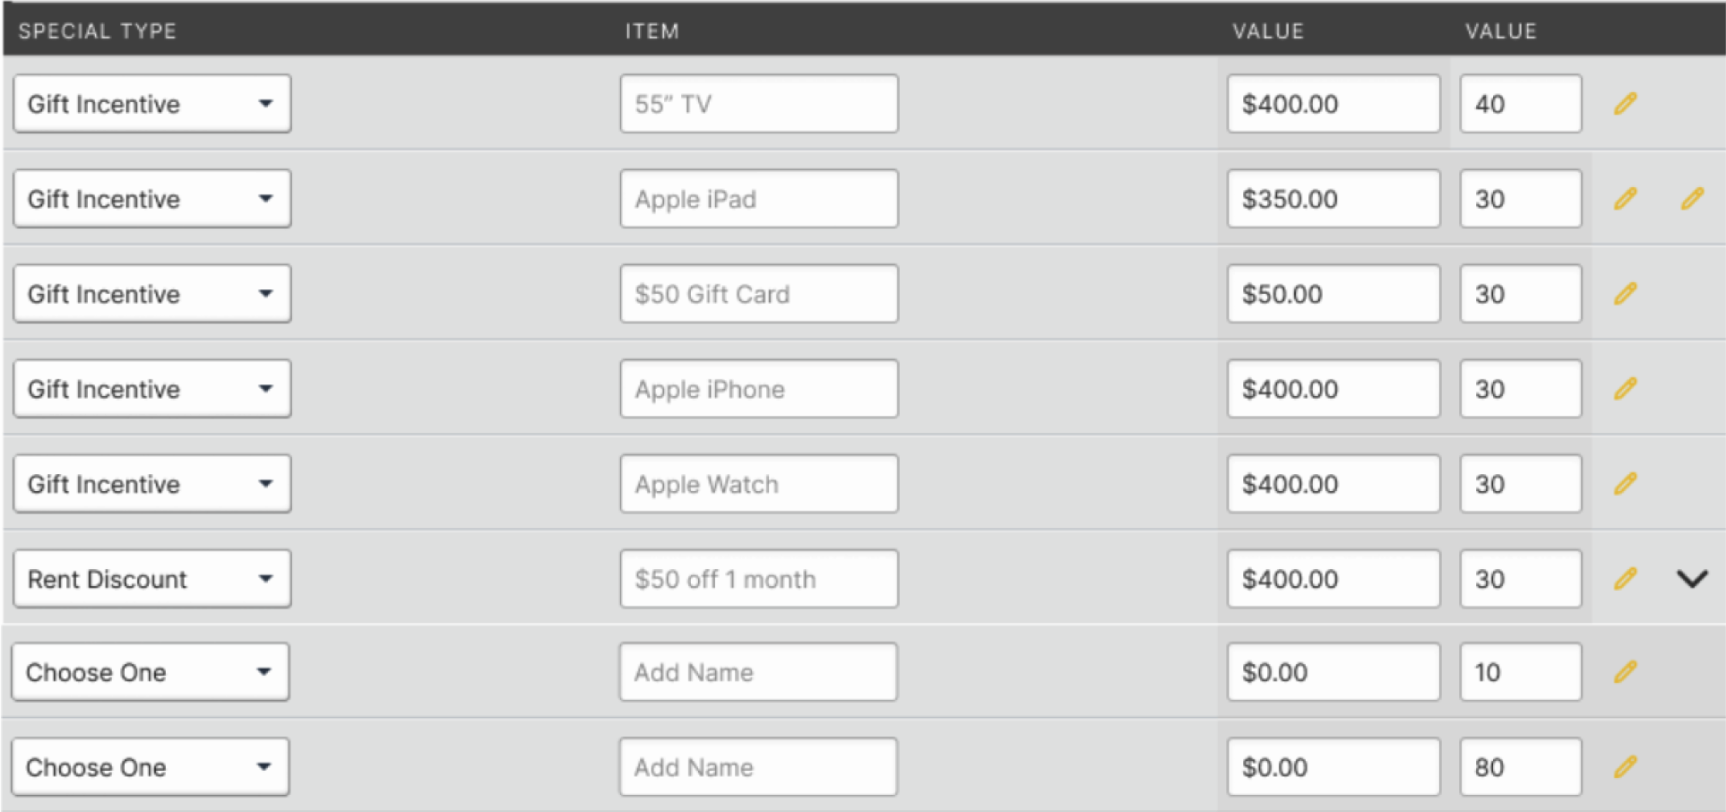 SPECIAL TYPE ITEM VALUE VALUE
Gift Incentive 55" TV $400.00 40
Gift Incentive Apple iPad $350.00 30
Gift Incentive $50 Gift Card $50.00 30
Gift Incentive Apple iPhone $400.00 30
Gift Incentive Apple Watch $400.00 30
Rent Discount $50 off 1 month $400.00 30
Choose One Add Name $0.00 10
Choose One Add Name $0.00 80